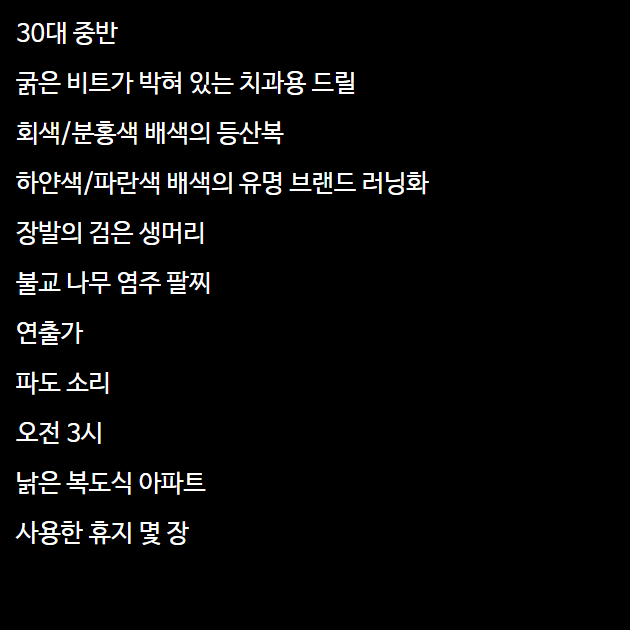 30대 중반
굵은 비트가 박혀 있는 치과용 드릴
회색/분홍색 배색의 등산복
하얀색/파란색 배색의 유명 브랜드 러닝화
장발의 검은 생머리
불교 나무 염주 팔찌
연출가
파도 소리
오전 3시
낡은 복도식 아파트
사용한 휴지 몇 장